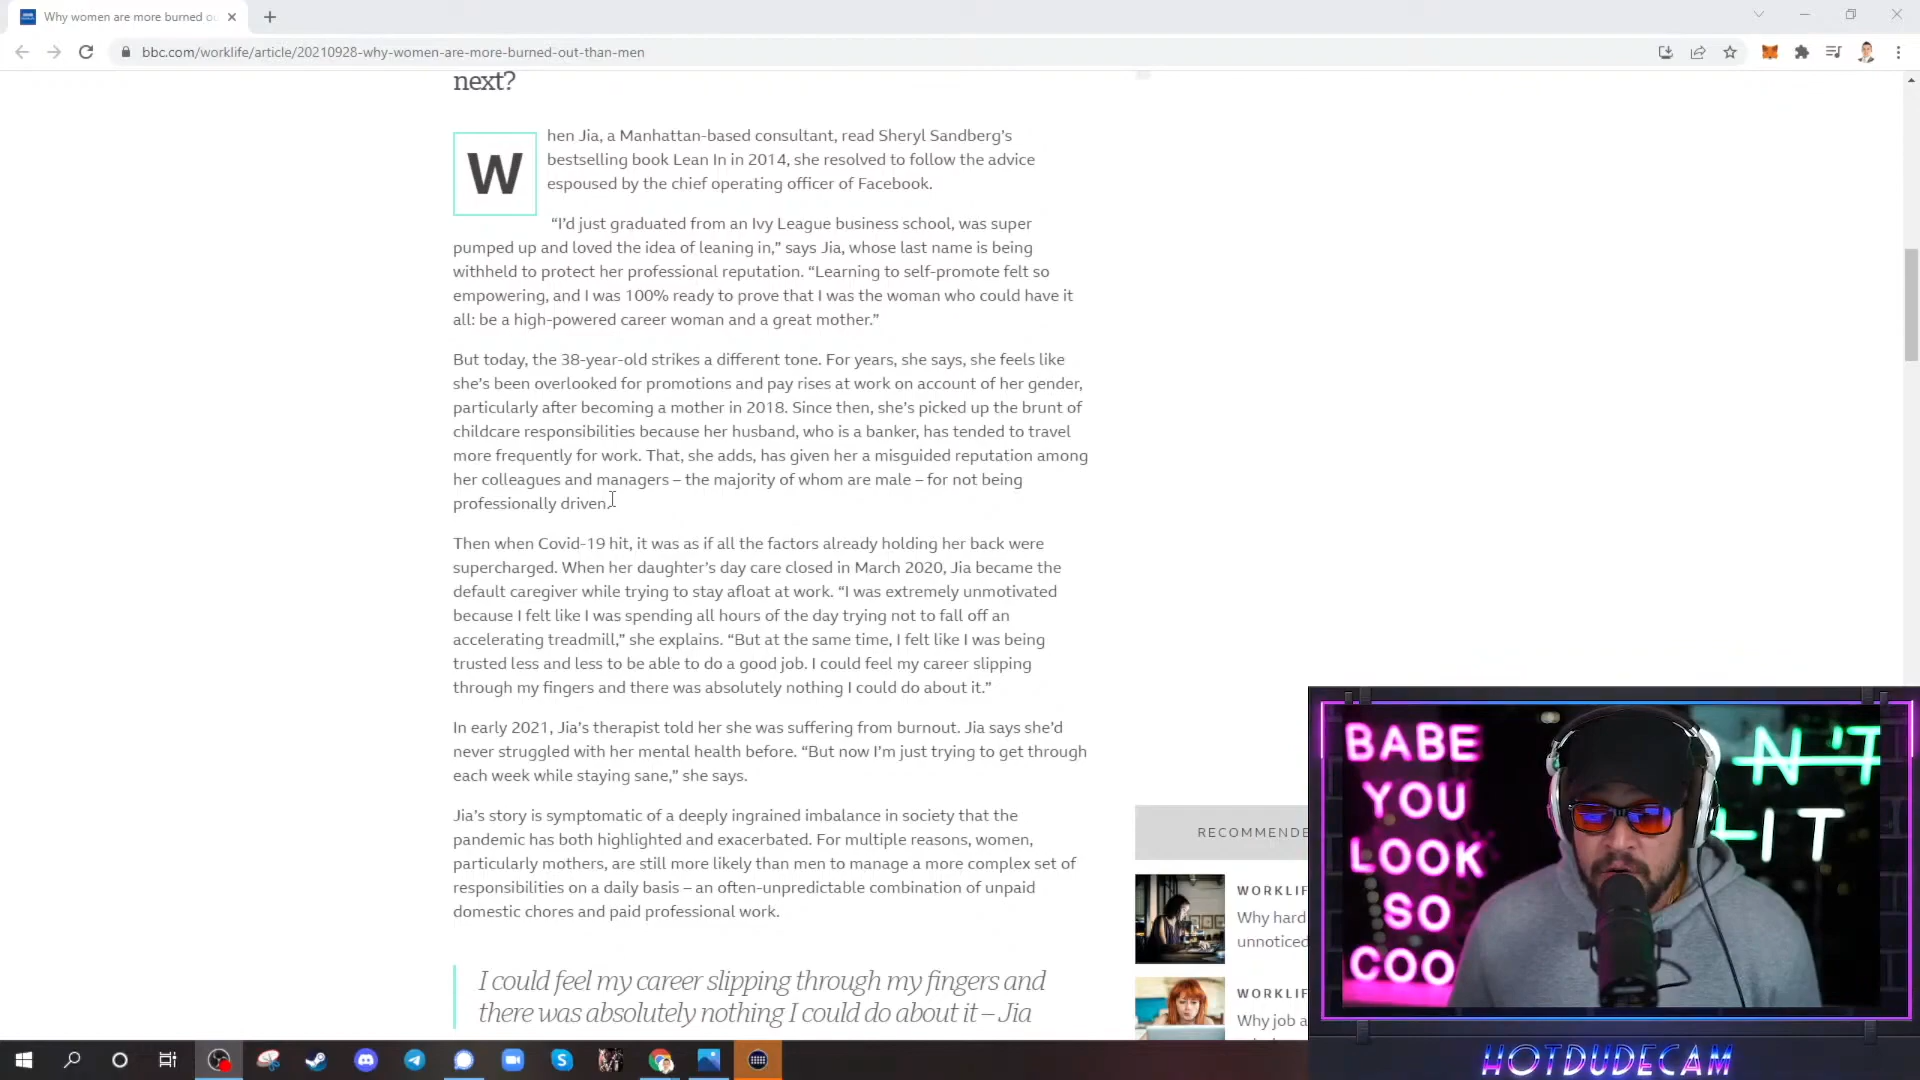 Why women are more burned ou
bbc.com/worklife/article/20210928-why-women-are-more-burned-out-than-men
next?
When Jia, a Manhattan-based consultant, read Sheryl Sandberg’s
bestselling book Lean In in 2014, she resolved to follow the advice
espoused by the chief operating officer of Facebook.
“I’d just graduated from an Ivy League business school, was super
pumped up and loved the idea of leaning in,” says Jia, whose last name is being
withheld to protect her professional reputation. “Learning to self-promote felt so
empowering, and I was 100% ready to prove that I was the woman who could have it
all: be a high-powered career woman and a great mother.”
But today, the 38-year-old strikes a different tone. For years, she says, she feels like
she’s been overlooked for promotions and pay rises at work on account of her gender,
particularly after becoming a mother in 2018. Since then, she’s picked up the brunt of
childcare responsibilities because her husband, who is a banker, has tended to travel
more frequently for work. That, she adds, has given her a misguided reputation among
her colleagues and managers – the majority of whom are male – for not being
professionally driven.
Then when Covid-19 hit, it was as if all the factors already holding her back were
supercharged. When her daughter’s day care closed in March 2020, Jia became the
default caregiver while trying to stay afloat at work. “I was extremely unmotivated
because I felt like I was spending all hours of the day trying not to fall off an
accelerating treadmill,” she explains. “But at the same time, I felt like I was being
trusted less and less to be able to do a good job. I could feel my career slipping
through my fingers and there was absolutely nothing I could do about it.”
In early 2021, Jia’s therapist told her she was suffering from burnout. Jia says she’d
never struggled with her mental health before. “But now I’m just trying to get through
each week while staying sane,” she says.
Jia’s story is symptomatic of a deeply ingrained imbalance in society that the
pandemic has both highlighted and exacerbated. For multiple reasons, women,
particularly mothers, are still more likely than men to manage a more complex set of
responsibilities on a daily basis – an often-unpredictable combination of unpaid
domestic chores and paid professional work.
I could feel my career slipping through my fingers and
there was absolutely nothing I could do about it – Jia
RECOMMENDE
WORKLIF
Why hard
unnoticed
WORKLIF
Why job a
BABE
YOU
LOOK
SO
COO
N'T
HIT
HOTDUDECAM